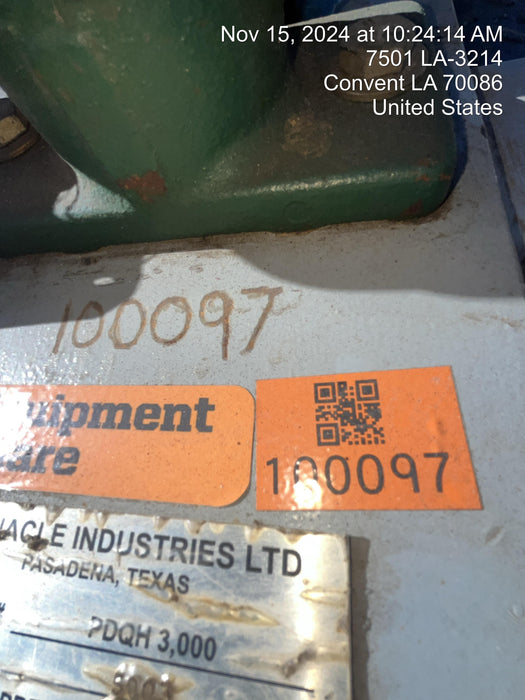 Nov 15, 2024 at 10:24:14 AM
7501 LA-3214
Convent LA 70086
United States
100097
uipment
are
100097
NACLE INDUSTRIES LTD
PASADENA, TEXAS
PDQH 3,000